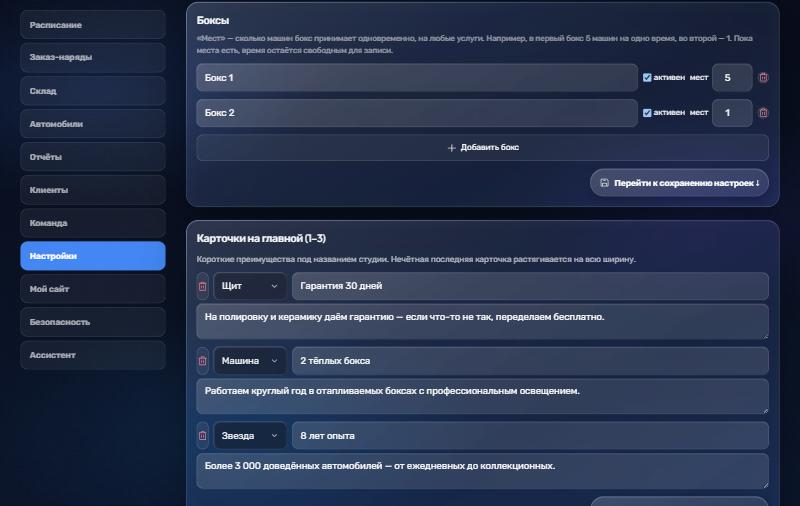 Расписание
Заказ-наряды
Склад
Автомобили
Отчёты
Клиенты
Команда
Настройки
Мой сайт
Безопасность
Ассистент
Боксы
«Мест» — сколько машин бокс принимает одновременно, на любые услуги. Например, в первый бокс 5 машин на одно время, во второй — 1. Пока
места есть, время остаётся свободным для записи.
Бокс 1 активен мест 5
Бокс 2 активен мест 1
+ Добавить бокс
Перейти к сохранению настроек ↓
Карточки на главной (1–3)
Короткие преимущества под названием студии. Нечётная последняя карточка растягивается на всю ширину.
Щит Гарантия 30 дней
На полировку и керамику даём гарантию — если что-то не так, переделаем бесплатно.
Машина 2 тёплых бокса
Работаем круглый год в отапливаемых боксах с профессиональным освещением.
Звезда 8 лет опыта
Более 3 000 доведённых автомобилей — от ежедневных до коллекционных.